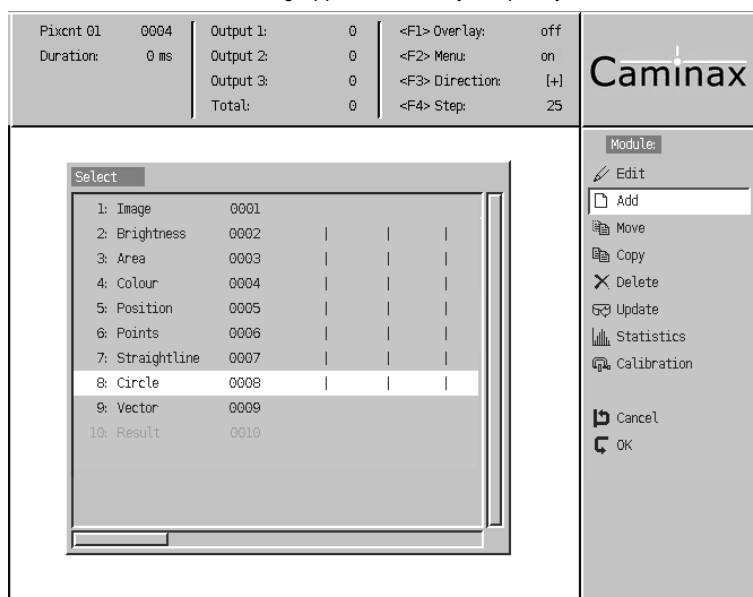 Pixcnt 01 0004
Duration: 0 ms
Output 1: 0
Output 2: 0
Output 3: 0
Total: 0
<F1> Overlay: off
<F2> Menu: on
<F3> Direction: [+]
<F4> Step: 25
Caminax
Select
1: Image 0001
2: Brightness 0002 | | |
3: Area 0003 | | |
4: Colour 0004 | | |
5: Position 0005 | | |
6: Points 0006 | | |
7: Straightline 0007 | | |
8: Circle 0008 | | |
9: Vector 0009
10: Result 0010
Module:
Edit
Add
Move
Copy
Delete
Update
Statistics
Calibration
Cancel
OK